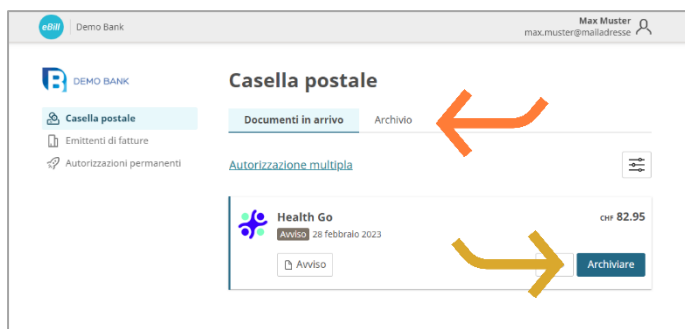 eBill Demo Bank
Max Muster
max.muster@mailadresse
DEMO BANK
Casella postale
Emittenti di fatture
Autorizzazioni permanenti
Casella postale
Documenti in arrivo Archivio
Autorizzazione multipla
Health Go
Avviso 28 febbraio 2023
CHF 82.95
Avviso
Archiviare